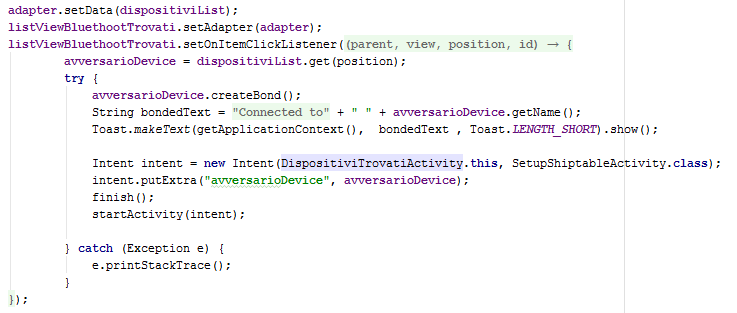 adapter.setData(dispositiviList);
listViewBluethootTrovati.setAdapter(adapter);
listViewBluethootTrovati.setOnItemClickListener((parent, view, position, id) → {
avversarioDevice = dispositiviList.get(position);
try {
avversarioDevice.createBond();
String bondedText = "Connected to" + " " + avversarioDevice.getName();
Toast.makeText(getApplicationContext(), bondedText , Toast.LENGTH_SHORT).show();
Intent intent = new Intent(DispositiviTrovatiActivity.this, SetupShiptableActivity.class);
intent.putExtra("avversarioDevice", avversarioDevice);
finish();
startActivity(intent);
} catch (Exception e) {
e.printStackTrace();
}
});